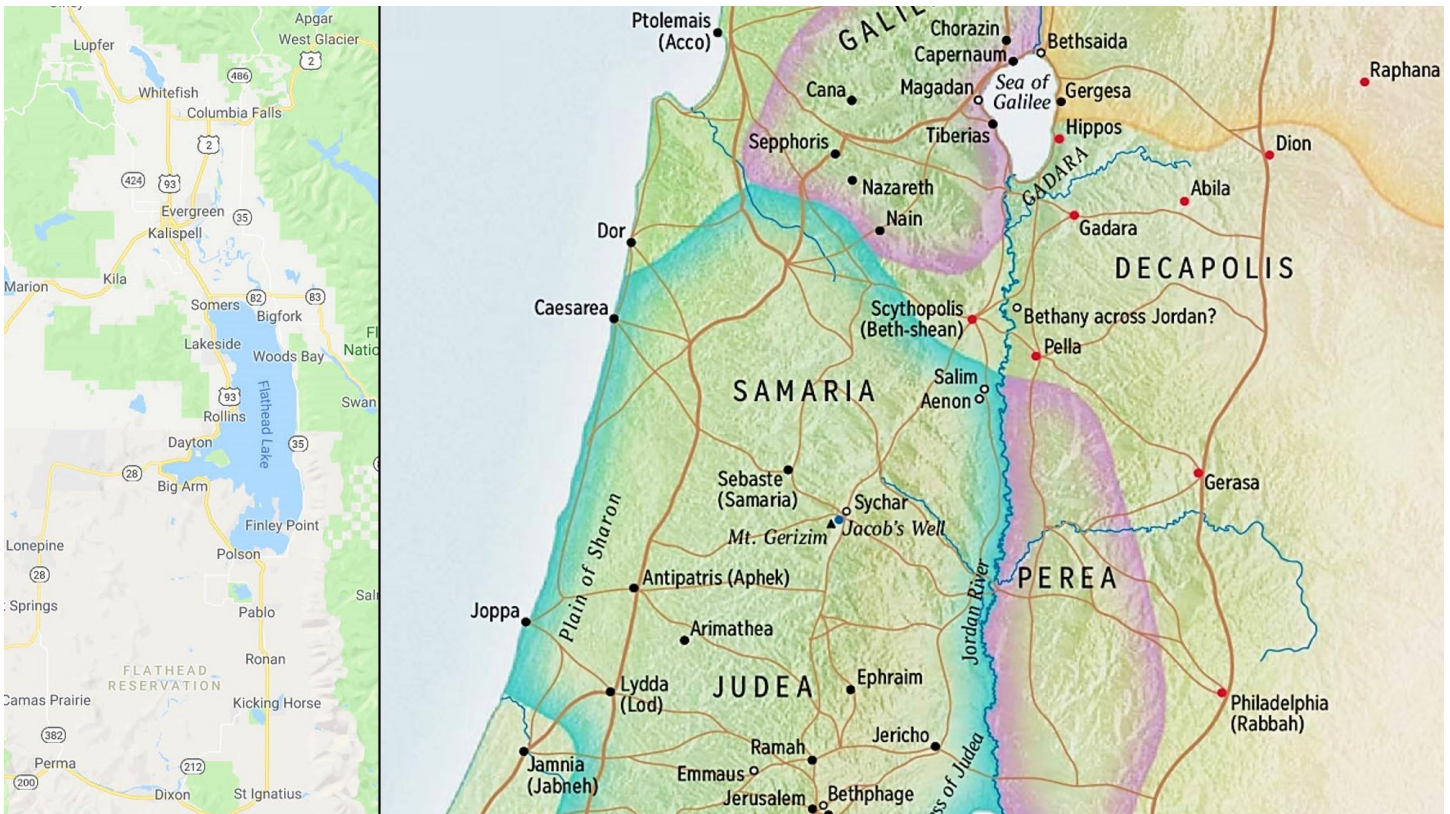 Apgar
West Glacier
Lupfer
2
486
Whitefish
Columbia Falls
2
424
93
Evergreen
35
Kalispell
Kila
Marion
Somers
82
83
Bigfork
Lakeside
Woods Bay
93
Flathead Lake
Swan
Rollins
Dayton
35
28
Big Arm
Finley Point
Lonepine
Polson
28
Springs
Pablo
Ronan
FLATHEAD
RESERVATION
Camas Prairie
Kicking Horse
382
Perma
212
200
Dixon
St Ignatius
Ptolemais
(Acco)
Chorazin
Capernaum
Bethsaida
Raphana
Cana
Magadan
Sea of
Galilee
Gergesa
Tiberias
Hippos
Sepphoris
Dion
GADARA
Nazareth
Abila
Nain
Gadara
Dor
DECAPOLIS
Caesarea
Scythopolis
(Beth-shean)
Bethany across Jordan?
Pella
Salim
Aenon
SAMARIA
Sebaste
(Samaria)
Gerasa
Sychar
Jacob's Well
Mt. Gerizim
Plain of Sharon
Antipatris (Aphek)
PEREA
Jordan River
Joppa
Arimathea
Lydda
(Lod)
JUDEA
Ephraim
Philadelphia
(Rabbah)
Jericho
Ramah
Emmaus
Jamnia
(Jabneh)
Jerusalem
Bethphage
of Judea